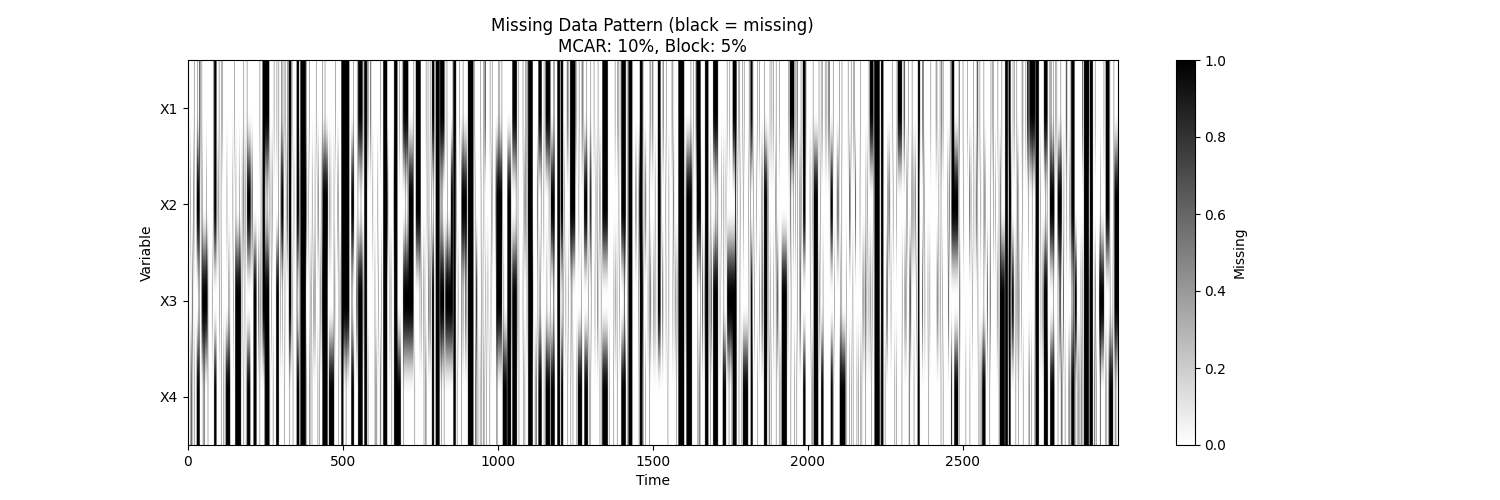 Missing Data Pattern (black = missing)
MCAR: 10%, Block: 5%
X1
X2
X3
X4
Variable
0 500 1000 1500 2000 2500
Time
1.0
0.8
0.6
0.4
0.2
0.0
Missing